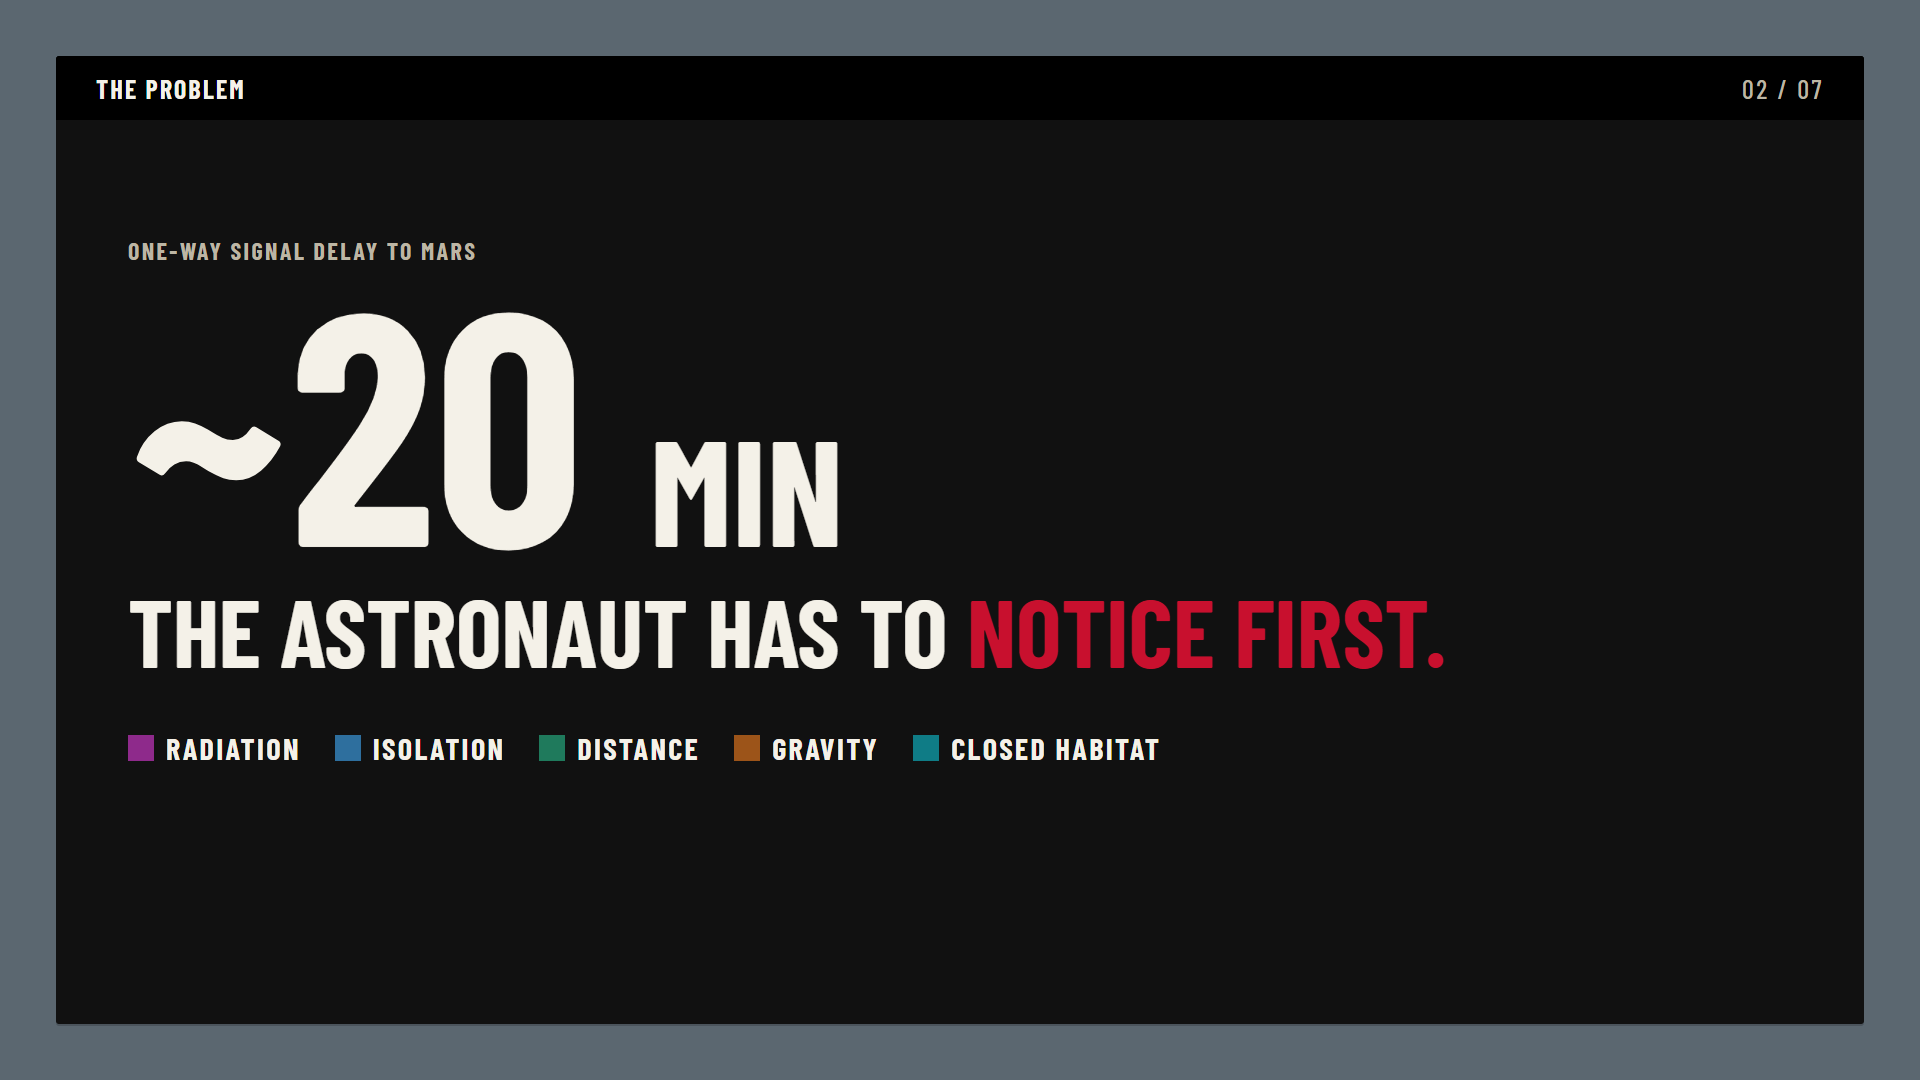 THE PROBLEM
02 / 07
ONE-WAY SIGNAL DELAY TO MARS
~20 MIN
THE ASTRONAUT HAS TO NOTICE FIRST.
RADIATION ISOLATION DISTANCE GRAVITY CLOSED HABITAT